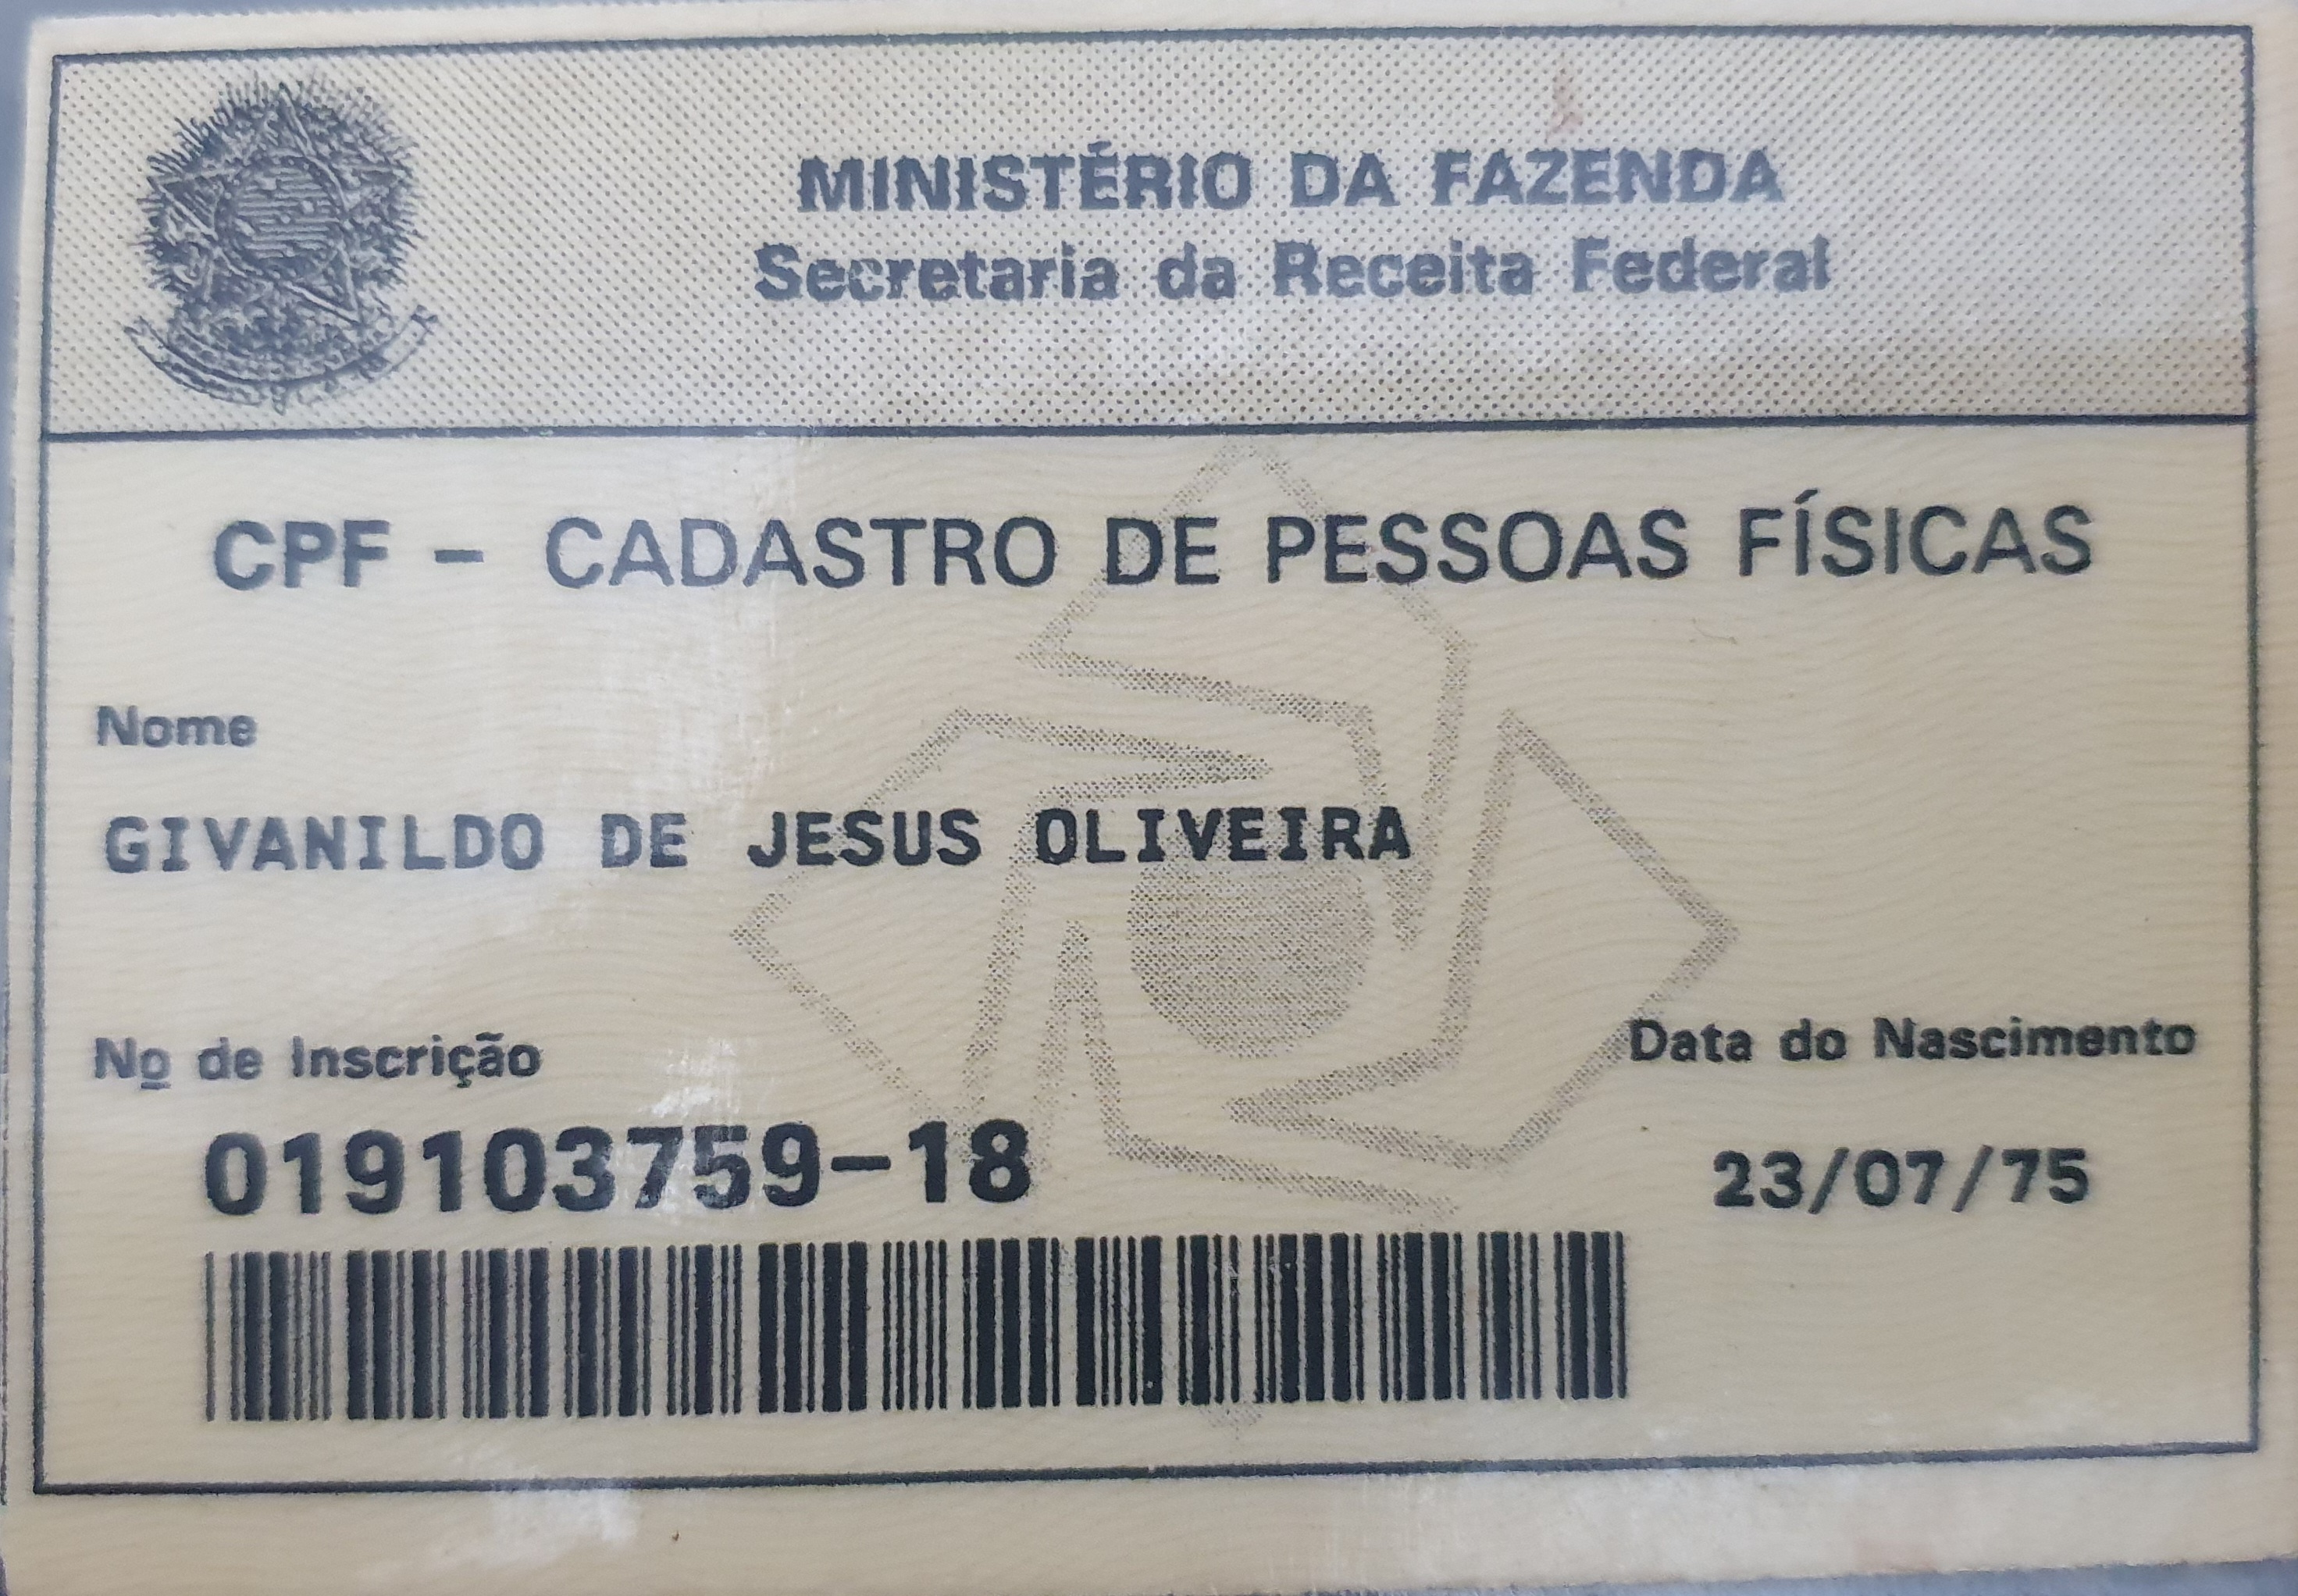 MINISTÉRIO DA FAZENDA
Secretaria da Receita Federal
CPF - CADASTRO DE PESSOAS FÍSICAS
Nome
GIVANILDO DE JESUS OLIVEIRA
Nº de Inscrição
Data do Nascimento
019103759-18
23/07/75